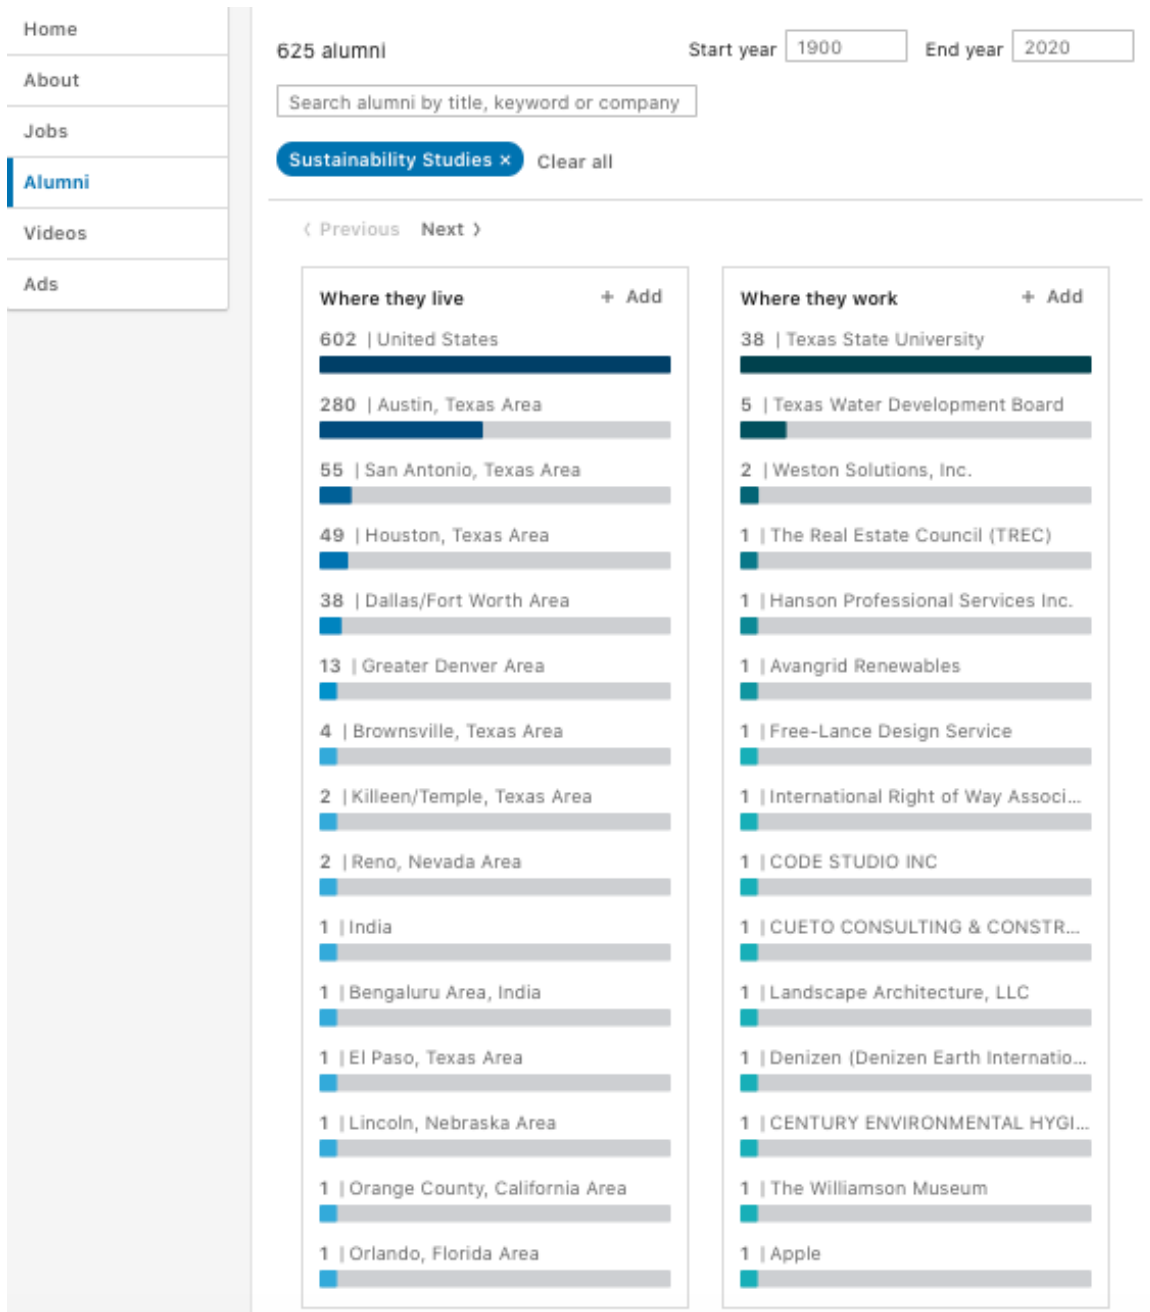 Home
About
Jobs
Alumni
Videos
Ads
625 alumni
Start year 1900 End year 2020
Search alumni by title, keyword or company
Sustainability Studies × Clear all
‹ Previous Next ›
Where they live + Add
602 | United States
280 | Austin, Texas Area
55 | San Antonio, Texas Area
49 | Houston, Texas Area
38 | Dallas/Fort Worth Area
13 | Greater Denver Area
4 | Brownsville, Texas Area
2 | Killeen/Temple, Texas Area
2 | Reno, Nevada Area
1 | India
1 | Bengaluru Area, India
1 | El Paso, Texas Area
1 | Lincoln, Nebraska Area
1 | Orange County, California Area
1 | Orlando, Florida Area
Where they work + Add
38 | Texas State University
5 | Texas Water Development Board
2 | Weston Solutions, Inc.
1 | The Real Estate Council (TREC)
1 | Hanson Professional Services Inc.
1 | Avangrid Renewables
1 | Free-Lance Design Service
1 | International Right of Way Associ...
1 | CODE STUDIO INC
1 | CUETO CONSULTING & CONSTR...
1 | Landscape Architecture, LLC
1 | Denizen (Denizen Earth Internatio...
1 | CENTURY ENVIRONMENTAL HYGI...
1 | The Williamson Museum
1 | Apple